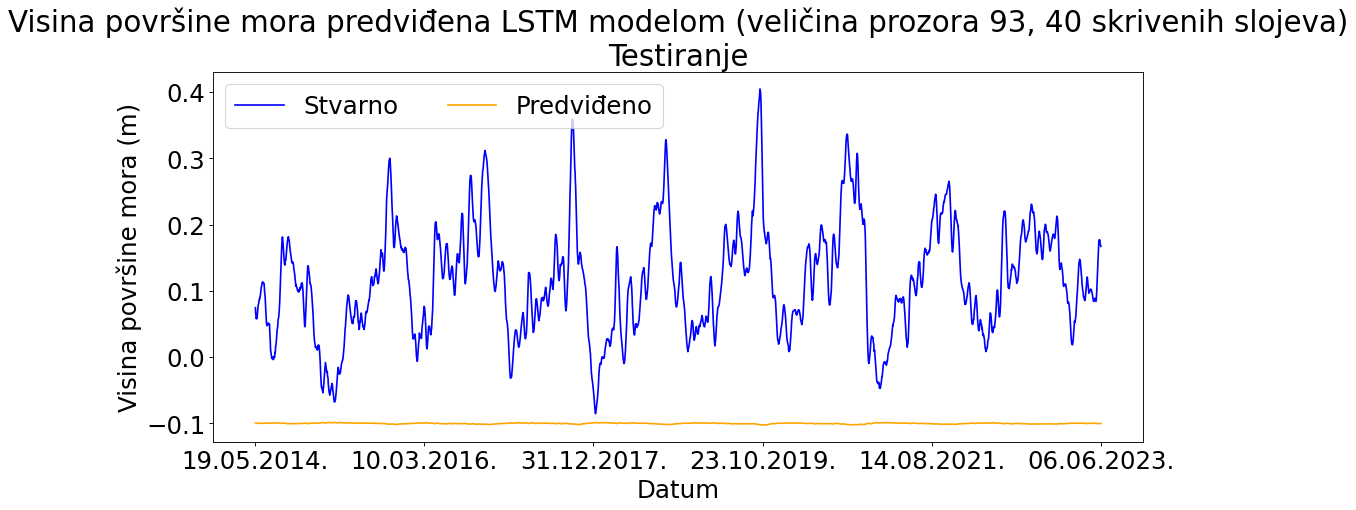 Visina površine mora predviđena LSTM modelom (veličina prozora 93, 40 skrivenih slojeva)
Testiranje
Stvarno
Predviđeno
Visina površine mora (m)
0.4
0.3
0.2
0.1
0.0
−0.1
19.05.2014.
10.03.2016.
31.12.2017.
23.10.2019.
14.08.2021.
06.06.2023.
Datum